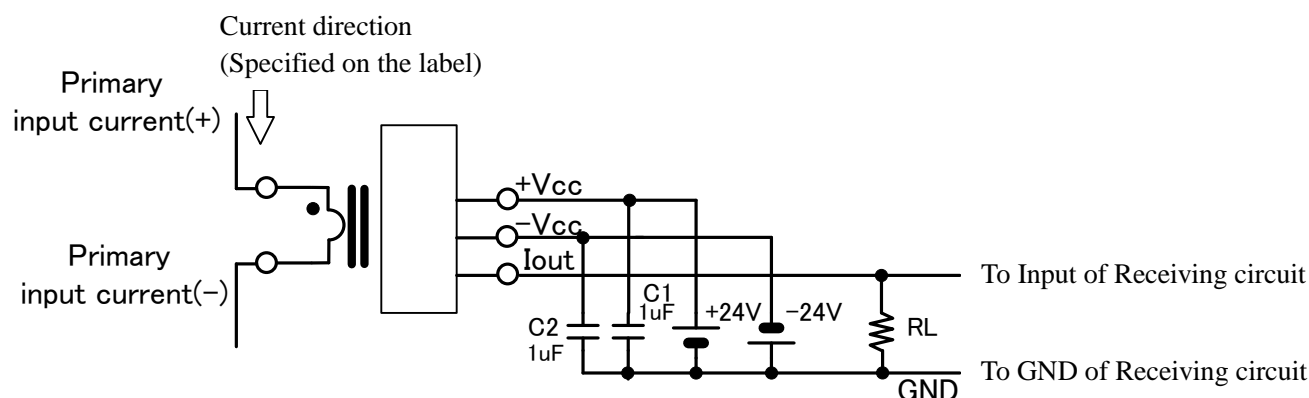 Current direction
(Specified on the label)
Primary
input current(+)
+Vcc
-Vcc
Iout
Primary
input current(-)
To Input of Receiving circuit
C1
1uF
C2
1uF
+24V
-24V
RL
GND
To GND of Receiving circuit